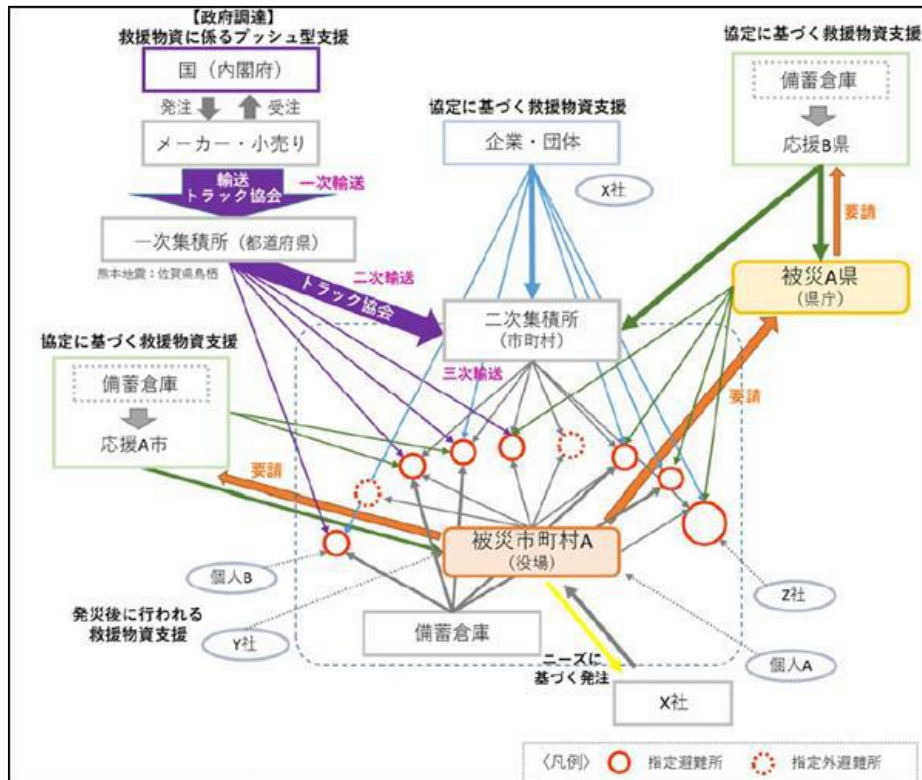 【政府調達】
救援物資に係るプッシュ型支援
国（内閣府）
発注
受注
メーカー・小売り
輸送
トラック協会
一次輸送
一次集積所（都道府県）
熊本地震：佐賀県鳥栖
二次輸送
トラック協会
協定に基づく救援物資支援
企業・団体
X社
協定に基づく救援物資支援
備蓄倉庫
応援B県
要請
被災A県
（県庁）
二次集積所
（市町村）
三次輸送
要請
協定に基づく救援物資支援
備蓄倉庫
応援A市
要請
被災市町村A
（役場）
個人B
発災後に行われる
救援物資支援
Y社
備蓄倉庫
Z社
個人A
ニーズに
基づく発注
X社
〈凡例〉 指定避難所 指定外避難所